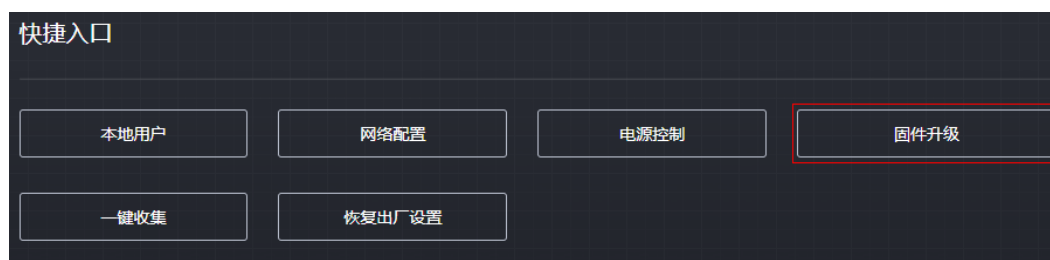 快捷入口
本地用户
网络配置
电源控制
固件升级
一键收集
恢复出厂设置